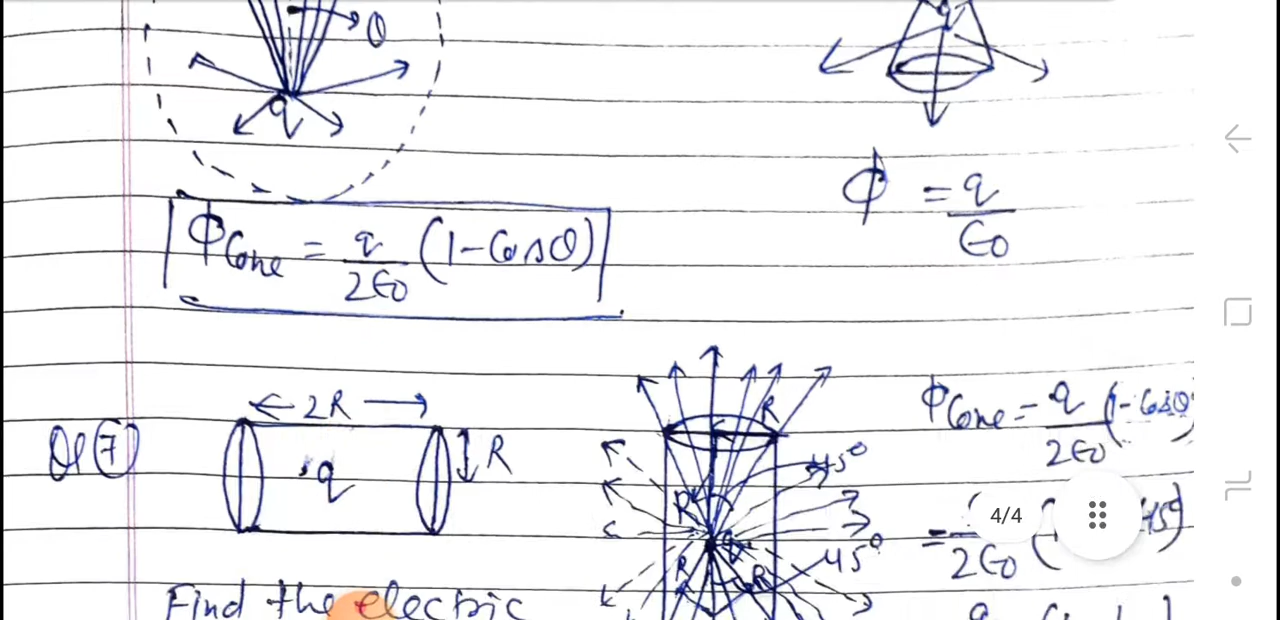 θ
q
q
ϕ = q/ε0
ϕCone = q/2ε0 (1-Cosθ)
← 2R →
R
Q(7)
q
R
R
45°
R
q
45°
R
R
ϕCone = q/2ε0 (1-Cosθ)
4/4
= /2ε0 ( 45°)
Find the electric